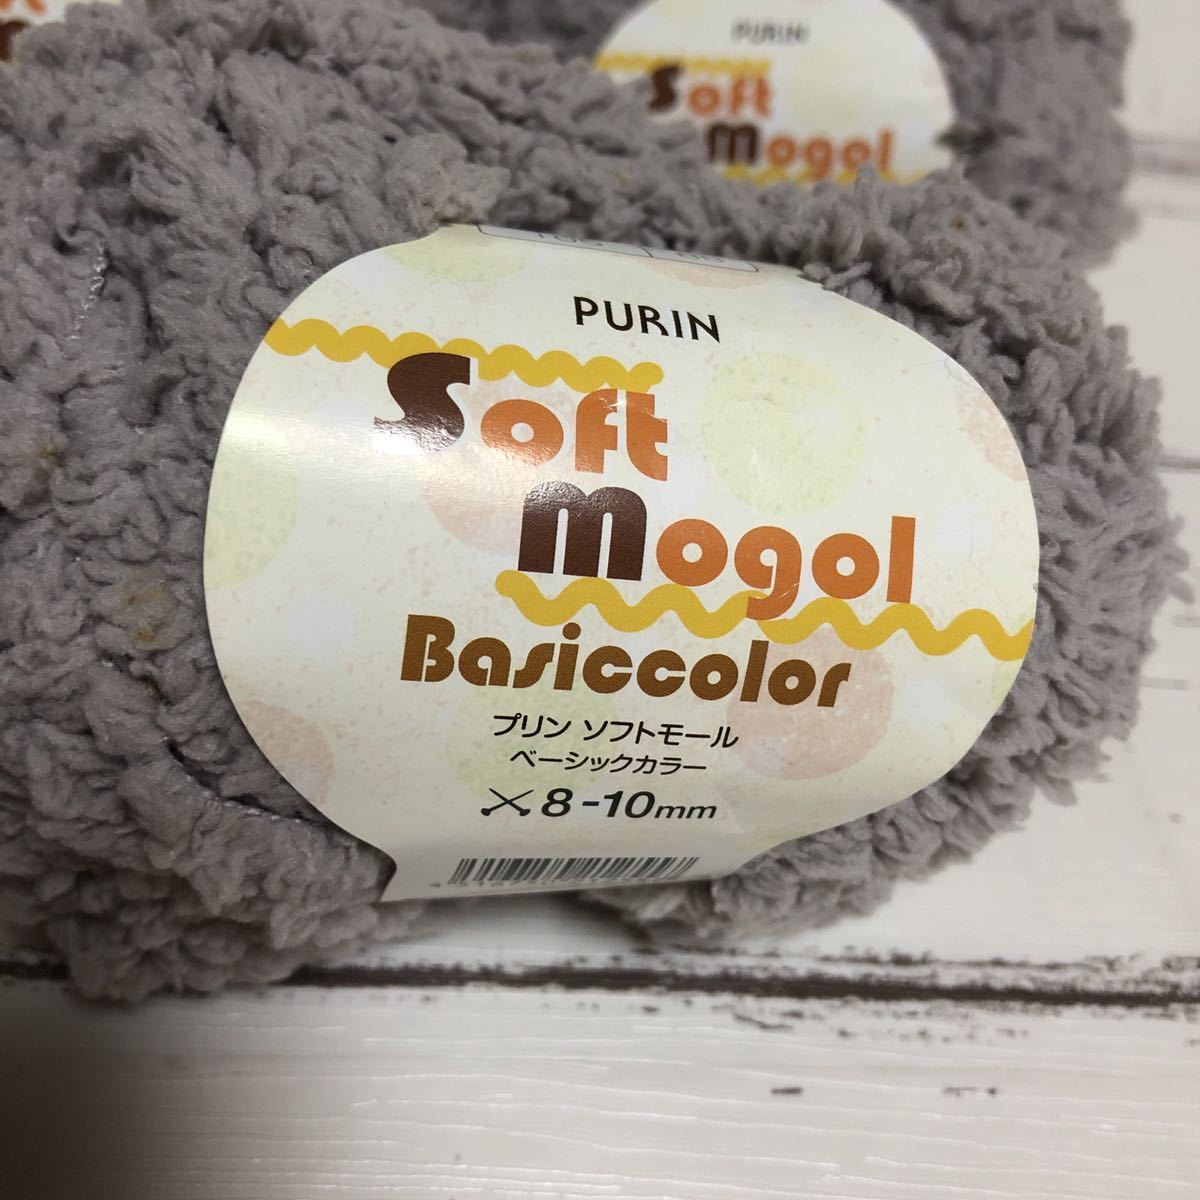 PURIN
Soft
Mogol
PURIN
Soft
Mogol
Basiccolor
プリン ソフトモール
ベーシックカラー
8-10mm